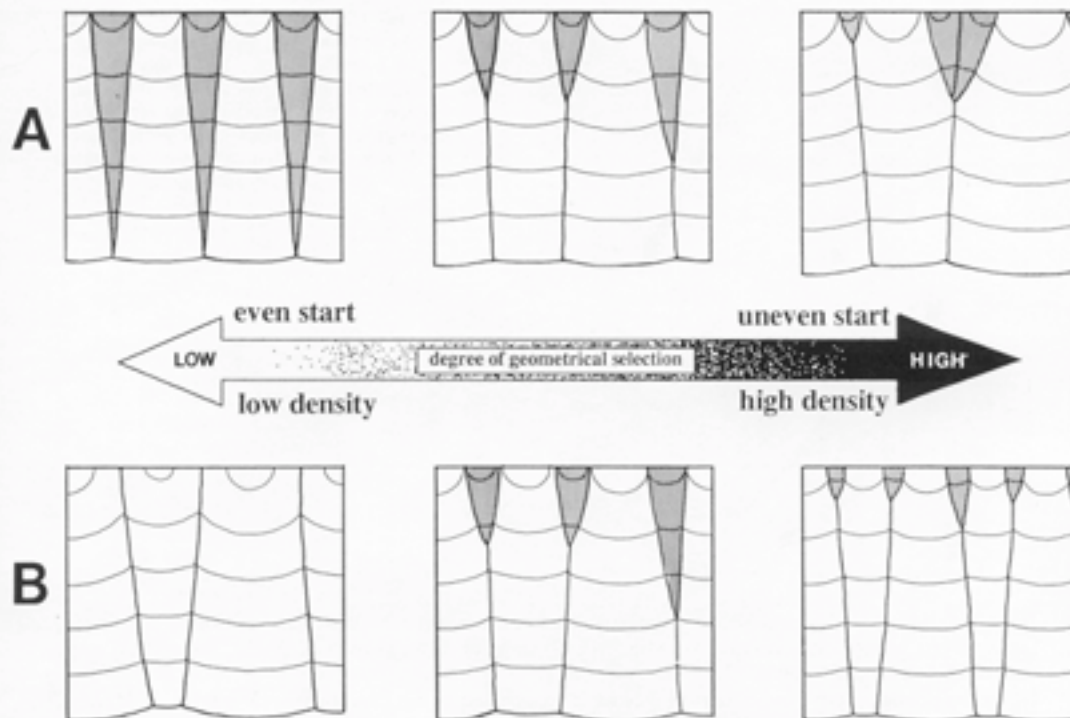 A
even start
uneven start
LOW
degree of geometrical selection
HIGH
low density
high density
B